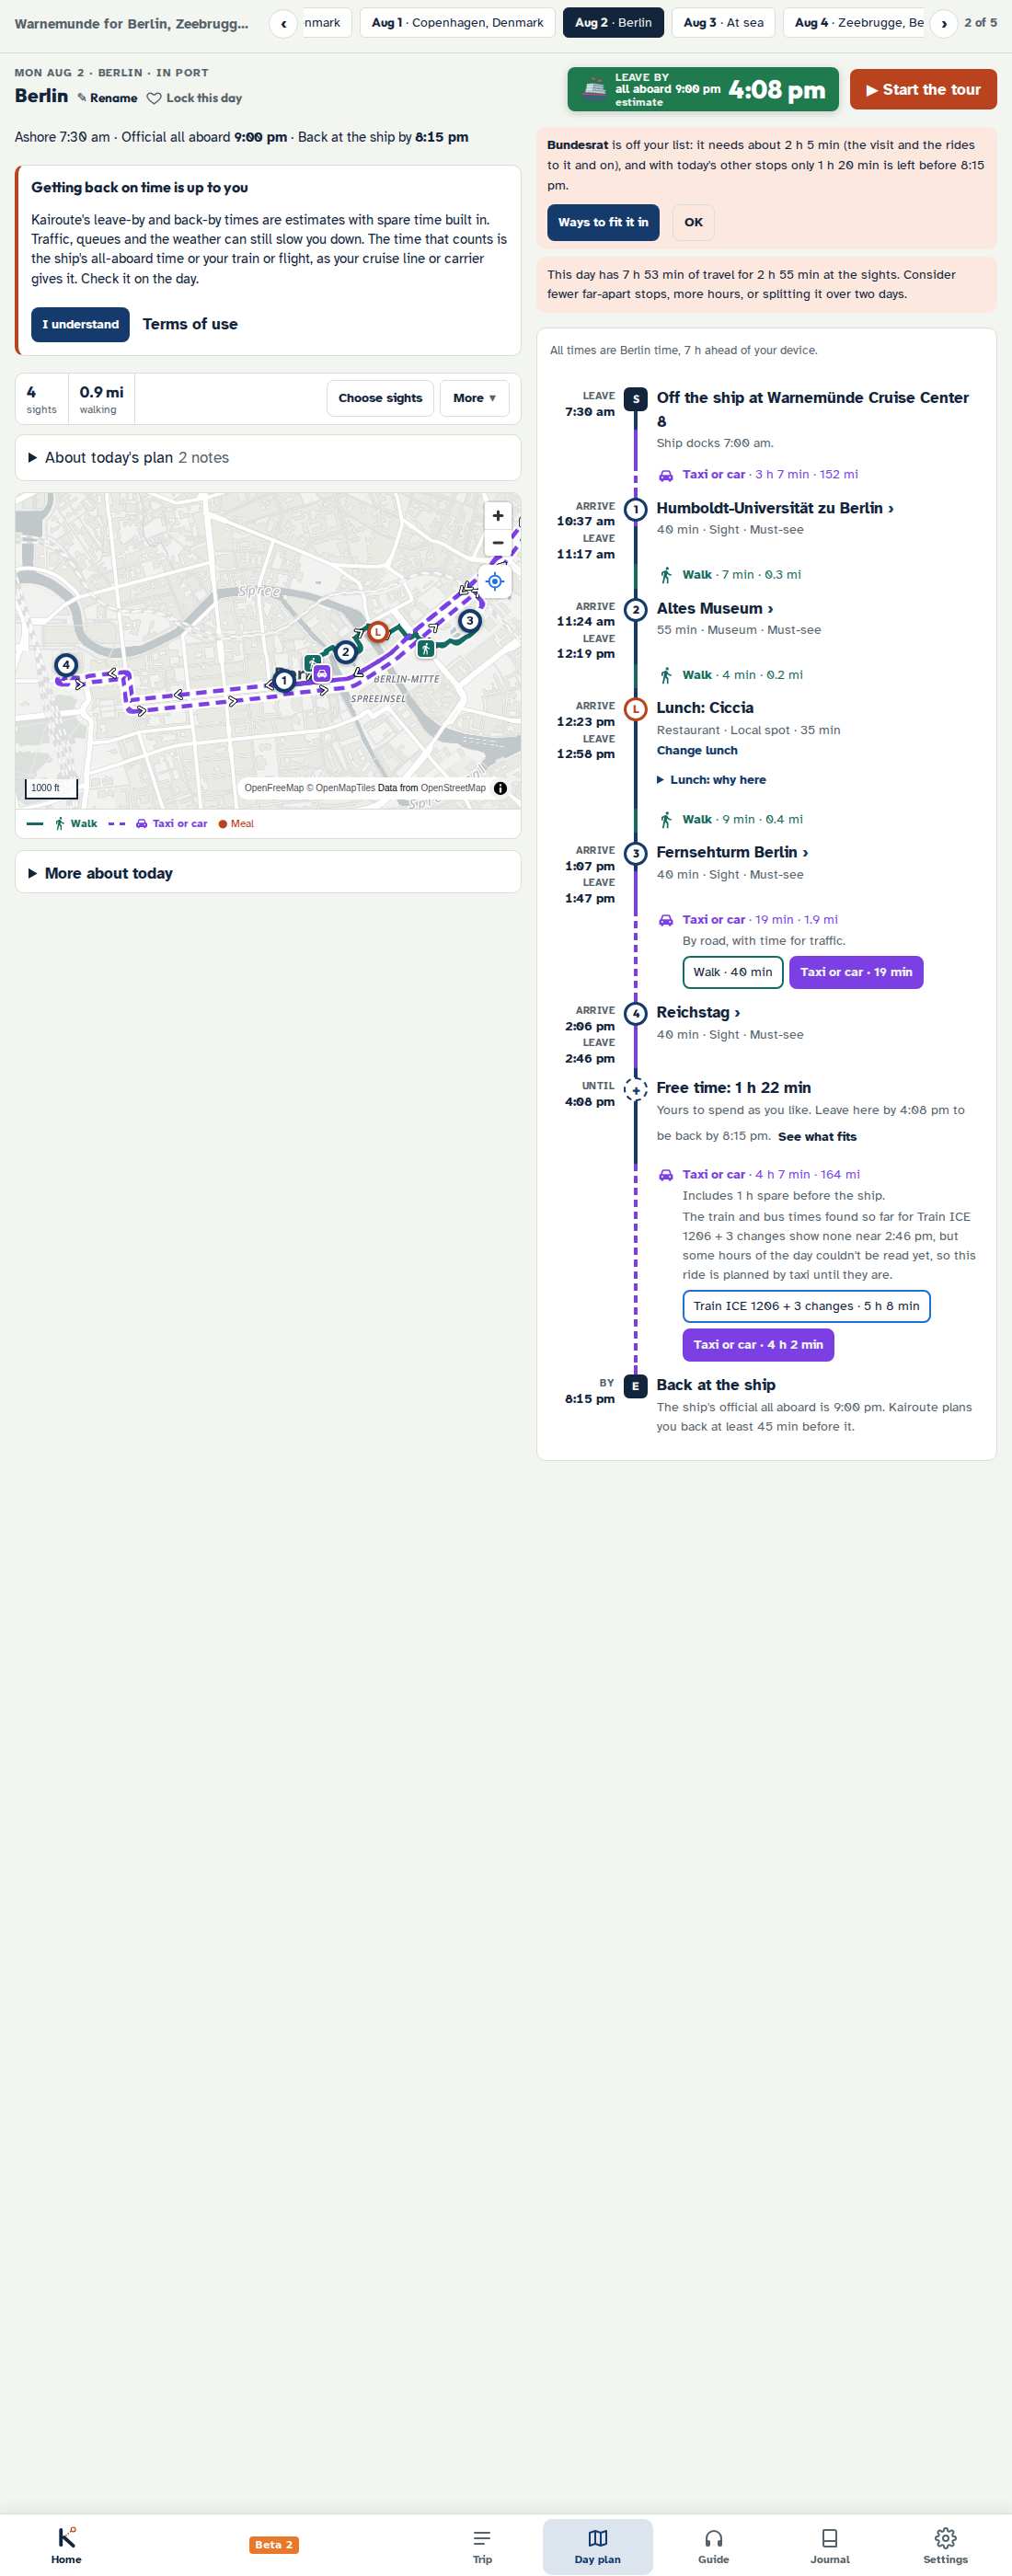 Warnemunde for Berlin, Zeebrugg...
‹
nmark
Aug 1 · Copenhagen, Denmark
Aug 2 · Berlin
Aug 3 · At sea
Aug 4 · Zeebrugge, Be
›
2 of 5
MON AUG 2 · BERLIN · IN PORT
Berlin ✎ Rename Lock this day
LEAVE BY
all aboard 9:00 pm
estimate
4:08 pm
▶ Start the tour
Ashore 7:30 am · Official all aboard 9:00 pm · Back at the ship by 8:15 pm
Getting back on time is up to you
Kairoute's leave-by and back-by times are estimates with spare time built in.
Traffic, queues and the weather can still slow you down. The time that counts is
the ship's all-aboard time or your train or flight, as your cruise line or carrier
gives it. Check it on the day.
I understand
Terms of use
4
sights
0.9 mi
walking
Choose sights
More ▼
▶ About today's plan 2 notes
+
−
Spree
4
1
2
L
3
BERLIN-MITTE
SPREEINSEL
1000 ft
OpenFreeMap © OpenMapTiles Data from OpenStreetMap
Walk
Taxi or car
Meal
▶ More about today
Bundesrat is off your list: it needs about 2 h 5 min (the visit and the rides
to it and on), and with today's other stops only 1 h 20 min is left before 8:15
pm.
Ways to fit it in
OK
This day has 7 h 53 min of travel for 2 h 55 min at the sights. Consider
fewer far-apart stops, more hours, or splitting it over two days.
All times are Berlin time, 7 h ahead of your device.
LEAVE
7:30 am
S
Off the ship at Warnemünde Cruise Center
8
Ship docks 7:00 am.
Taxi or car · 3 h 7 min · 152 mi
ARRIVE
10:37 am
LEAVE
11:17 am
1
Humboldt-Universität zu Berlin ›
40 min · Sight · Must-see
Walk · 7 min · 0.3 mi
ARRIVE
11:24 am
LEAVE
12:19 pm
2
Altes Museum ›
55 min · Museum · Must-see
Walk · 4 min · 0.2 mi
ARRIVE
12:23 pm
LEAVE
12:58 pm
L
Lunch: Ciccia
Restaurant · Local spot · 35 min
Change lunch
▶ Lunch: why here
Walk · 9 min · 0.4 mi
ARRIVE
1:07 pm
LEAVE
1:47 pm
3
Fernsehturm Berlin ›
40 min · Sight · Must-see
Taxi or car · 19 min · 1.9 mi
By road, with time for traffic.
Walk · 40 min
Taxi or car · 19 min
ARRIVE
2:06 pm
LEAVE
2:46 pm
4
Reichstag ›
40 min · Sight · Must-see
UNTIL
4:08 pm
+
Free time: 1 h 22 min
Yours to spend as you like. Leave here by 4:08 pm to
be back by 8:15 pm. See what fits
Taxi or car · 4 h 7 min · 164 mi
Includes 1 h spare before the ship.
The train and bus times found so far for Train ICE
1206 + 3 changes show none near 2:46 pm, but
some hours of the day couldn't be read yet, so this
ride is planned by taxi until they are.
Train ICE 1206 + 3 changes · 5 h 8 min
Taxi or car · 4 h 2 min
BY
8:15 pm
E
Back at the ship
The ship's official all aboard is 9:00 pm. Kairoute plans
you back at least 45 min before it.
Home
Beta 2
Trip
Day plan
Guide
Journal
Settings